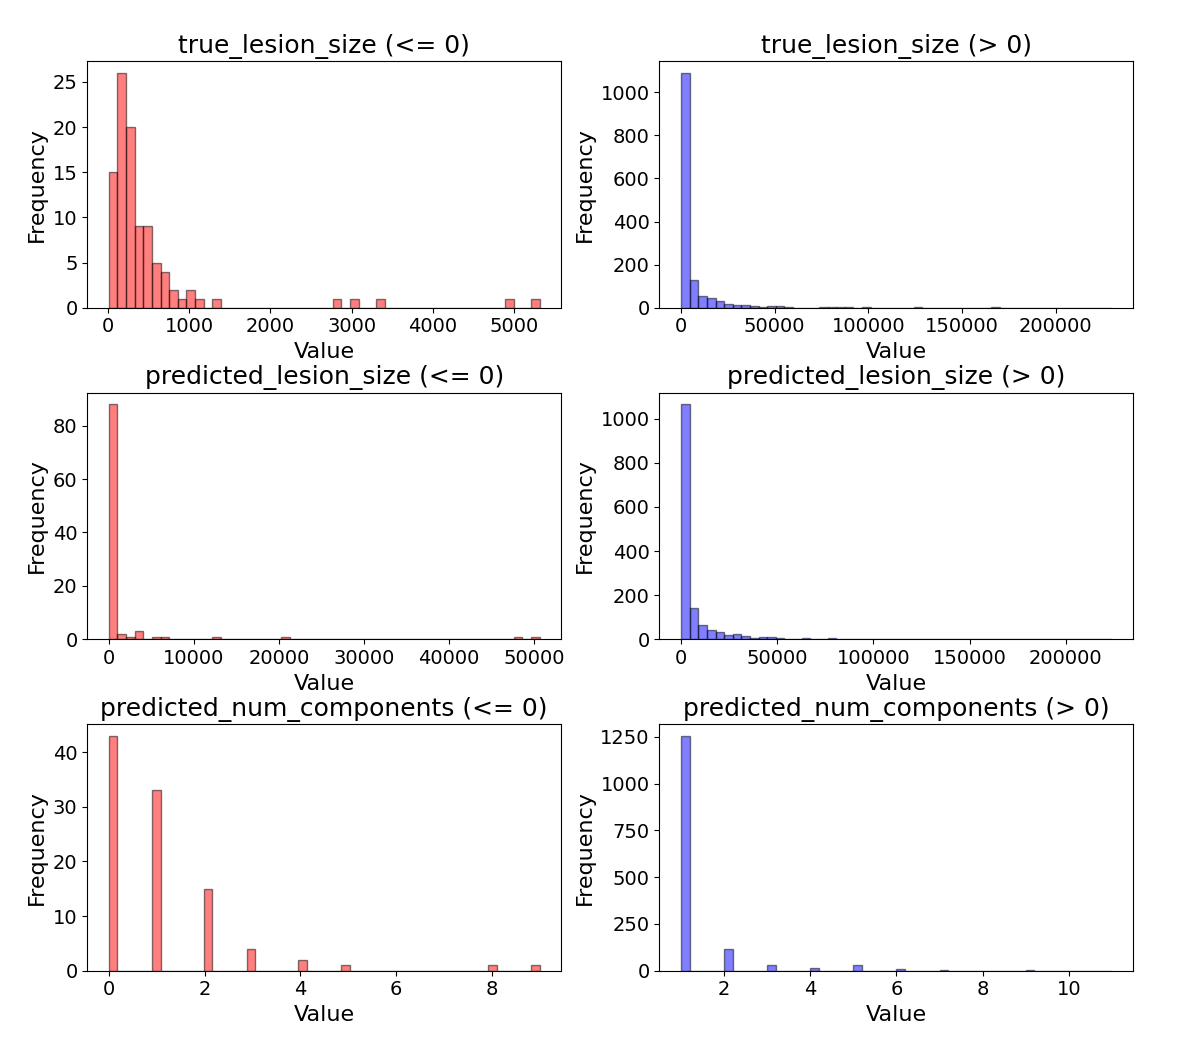 true_lesion_size (<= 0)
true_lesion_size (> 0)
Frequency
25
20
15
10
5
0
0 1000 2000 3000 4000 5000
Value
Frequency
1000
800
600
400
200
0
0 50000 100000 150000 200000
Value
predicted_lesion_size (<= 0)
predicted_lesion_size (> 0)
Frequency
80
60
40
20
0
0 10000 20000 30000 40000 50000
Value
Frequency
1000
800
600
400
200
0
0 50000 100000 150000 200000
Value
predicted_num_components (<= 0)
predicted_num_components (> 0)
Frequency
40
30
20
10
0
0 2 4 6 8
Value
Frequency
1250
1000
750
500
250
0
2 4 6 8 10
Value